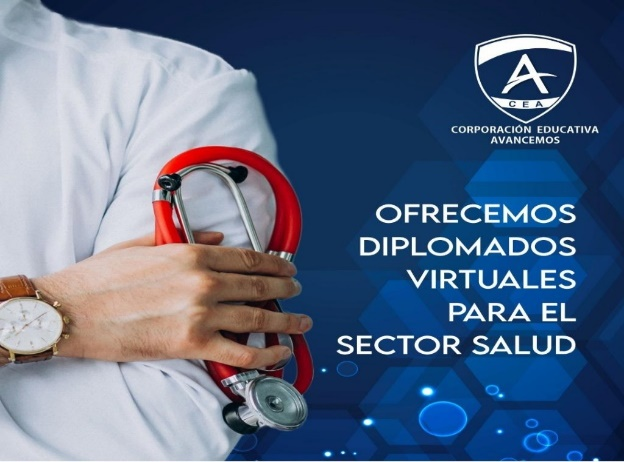 A
CEA
CORPORACIÓN EDUCATIVA
AVANCEMOS
OFRECEMOS
DIPLOMADOS
VIRTUALES
PARA EL
SECTOR SALUD